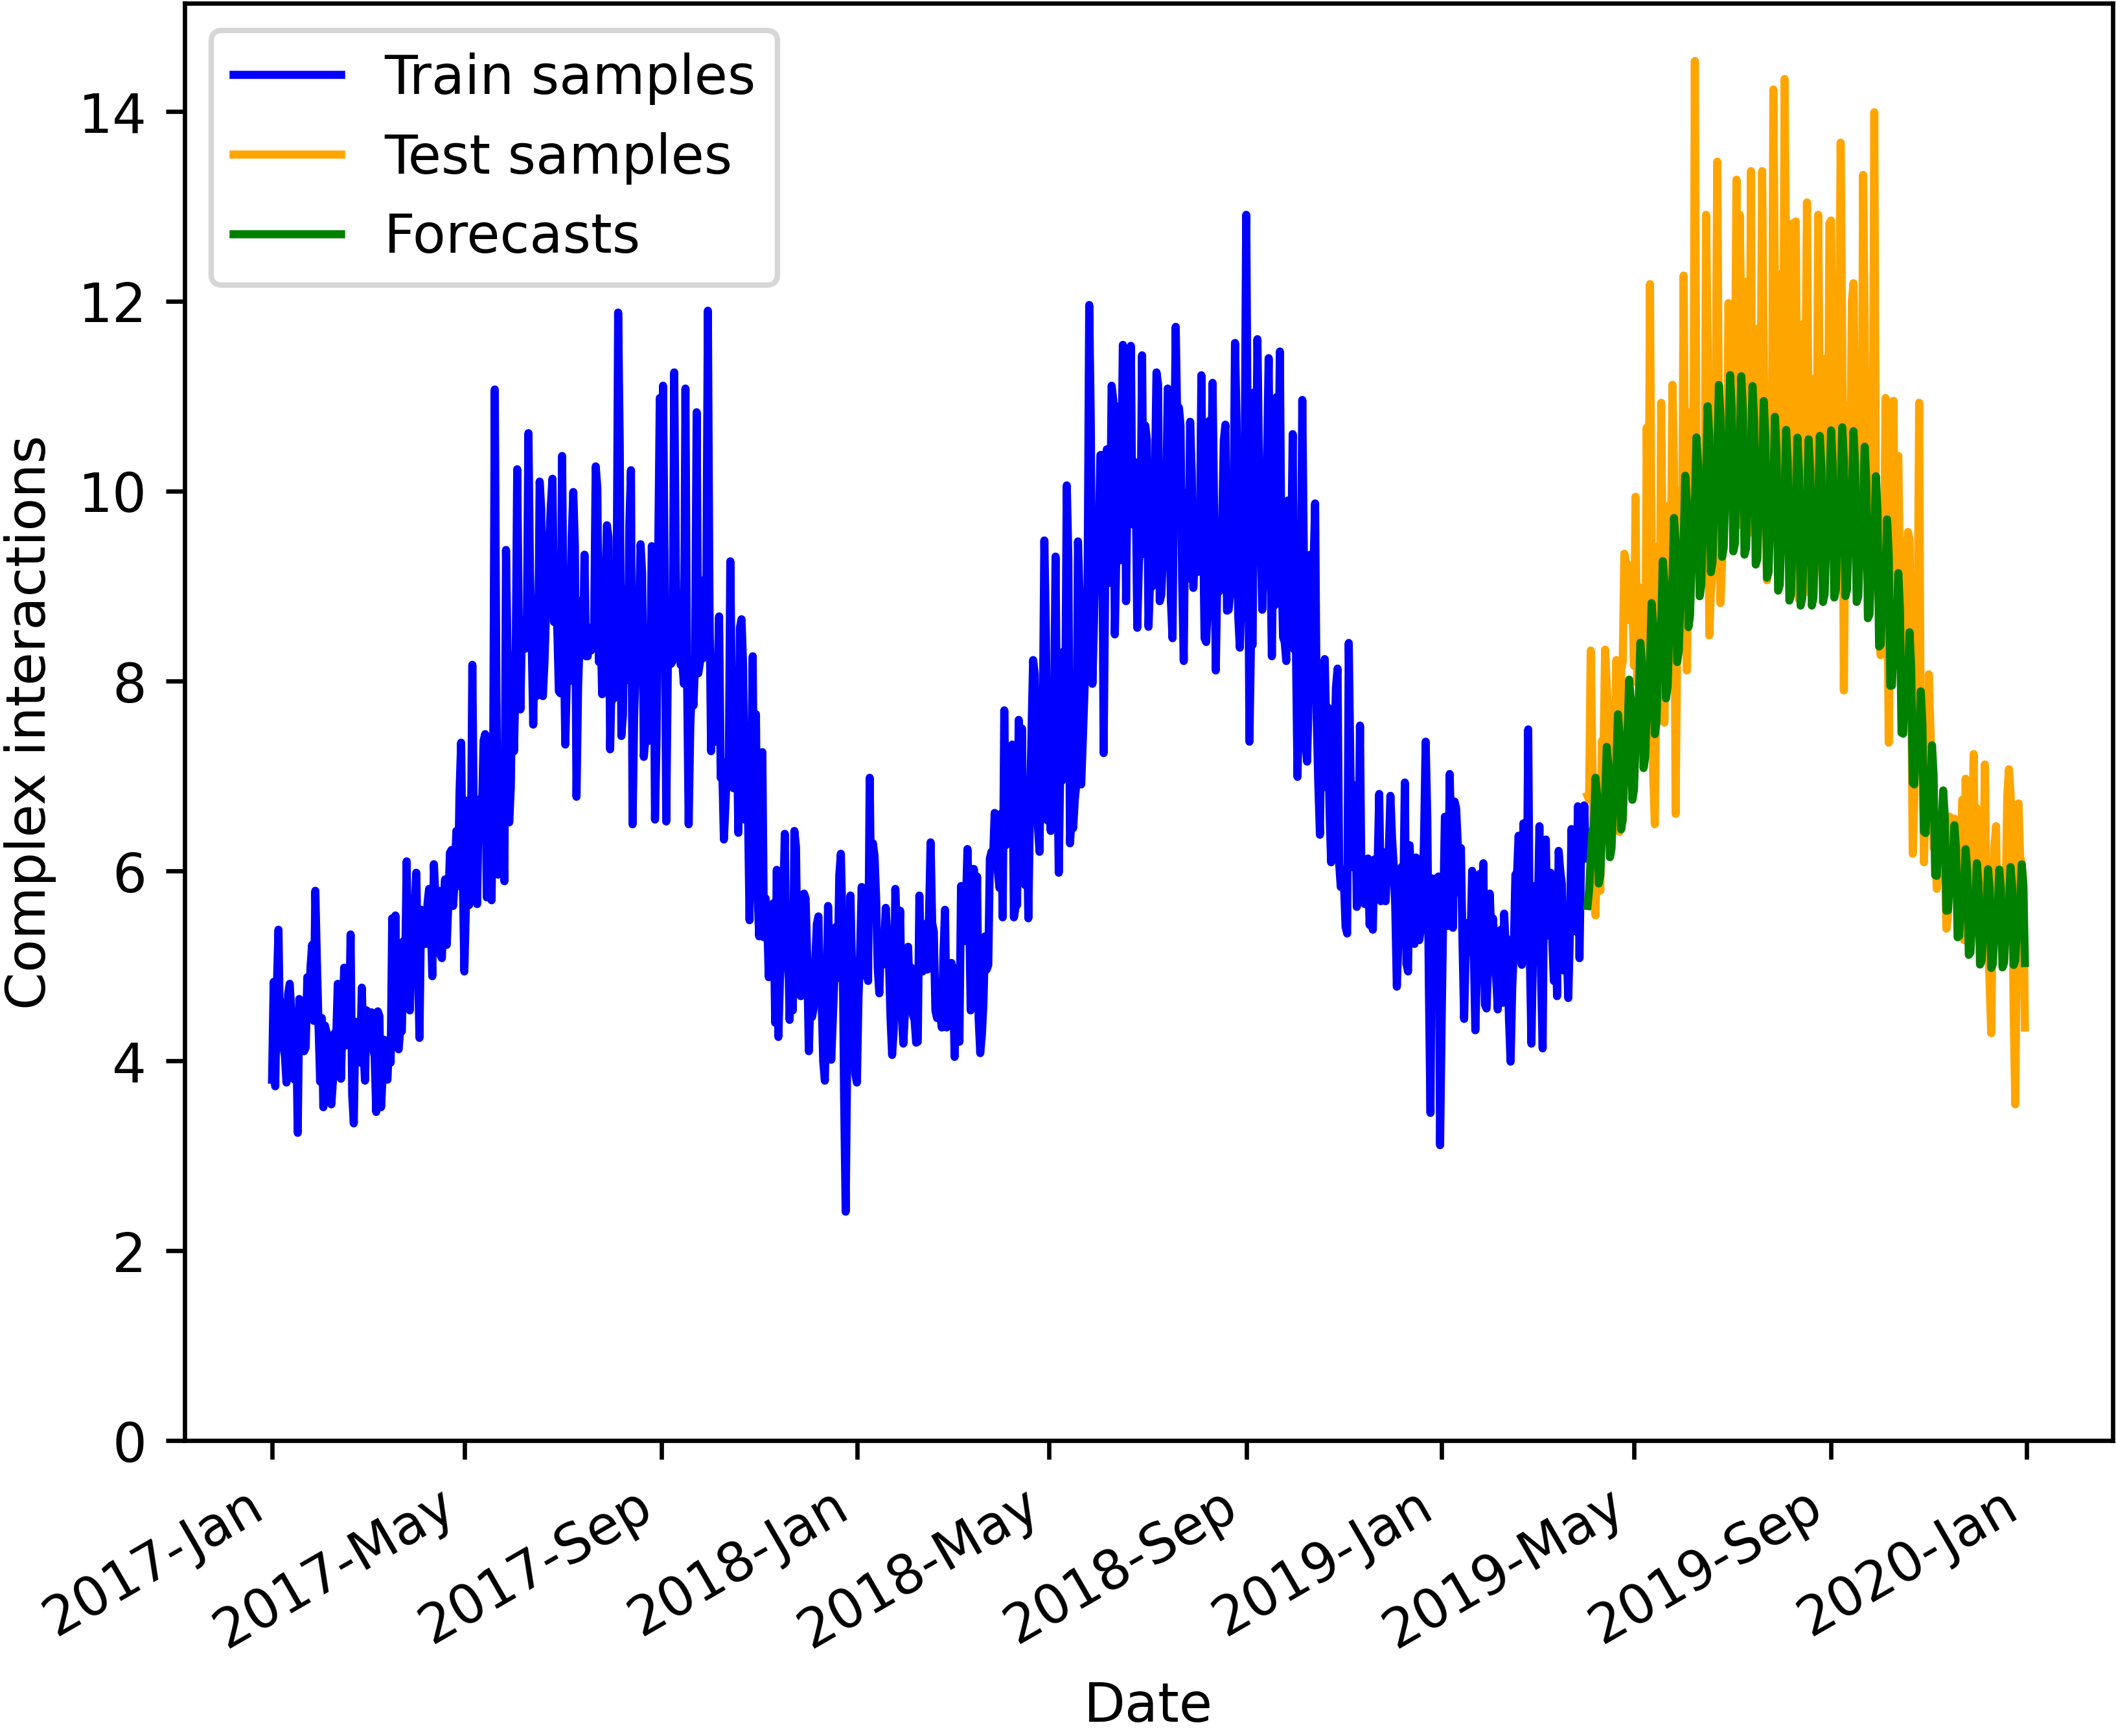 Train samples
Test samples
Forecasts
Complex interactions
14
12
10
8
6
4
2
0
2017-Jan
2017-May
2017-Sep
2018-Jan
2018-May
2018-Sep
2019-Jan
2019-May
2019-Sep
2020-Jan
Date